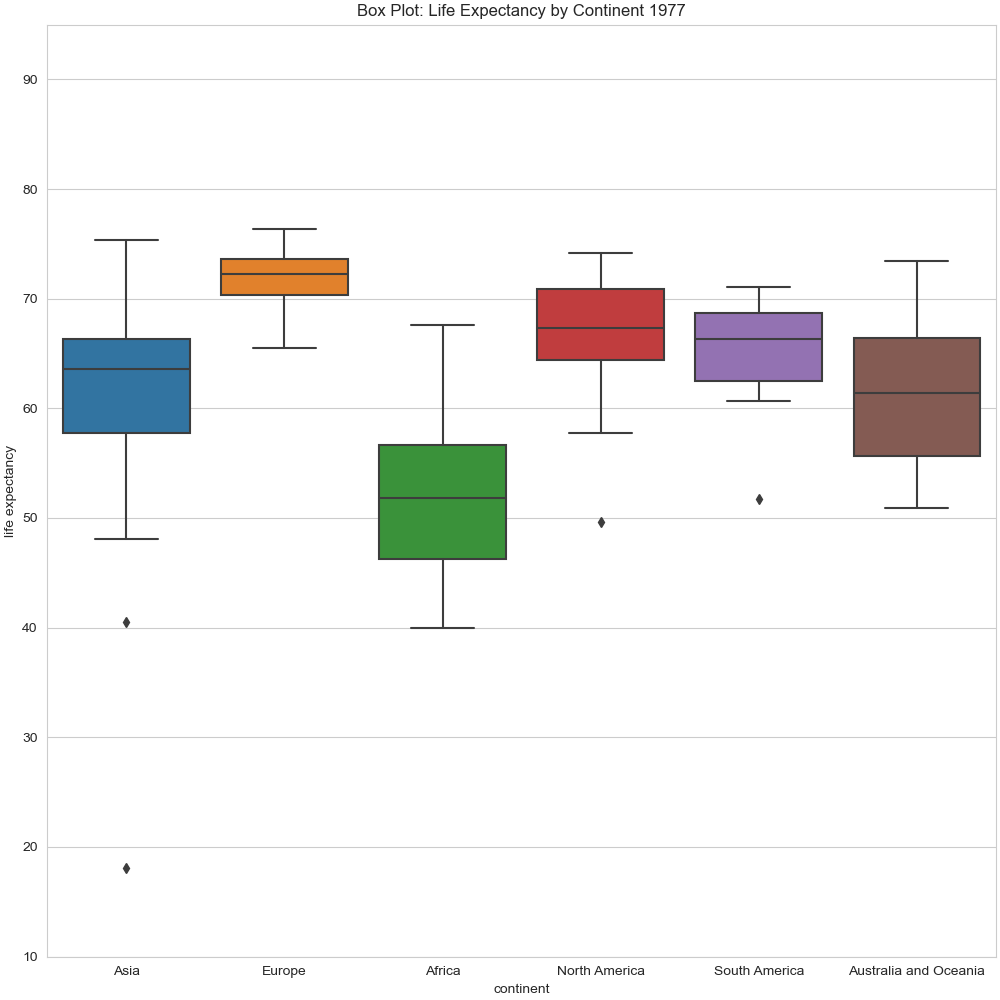 Box Plot: Life Expectancy by Continent 1977
life expectancy
90
80
70
60
50
40
30
20
10
Asia Europe Africa North America South America Australia and Oceania
continent